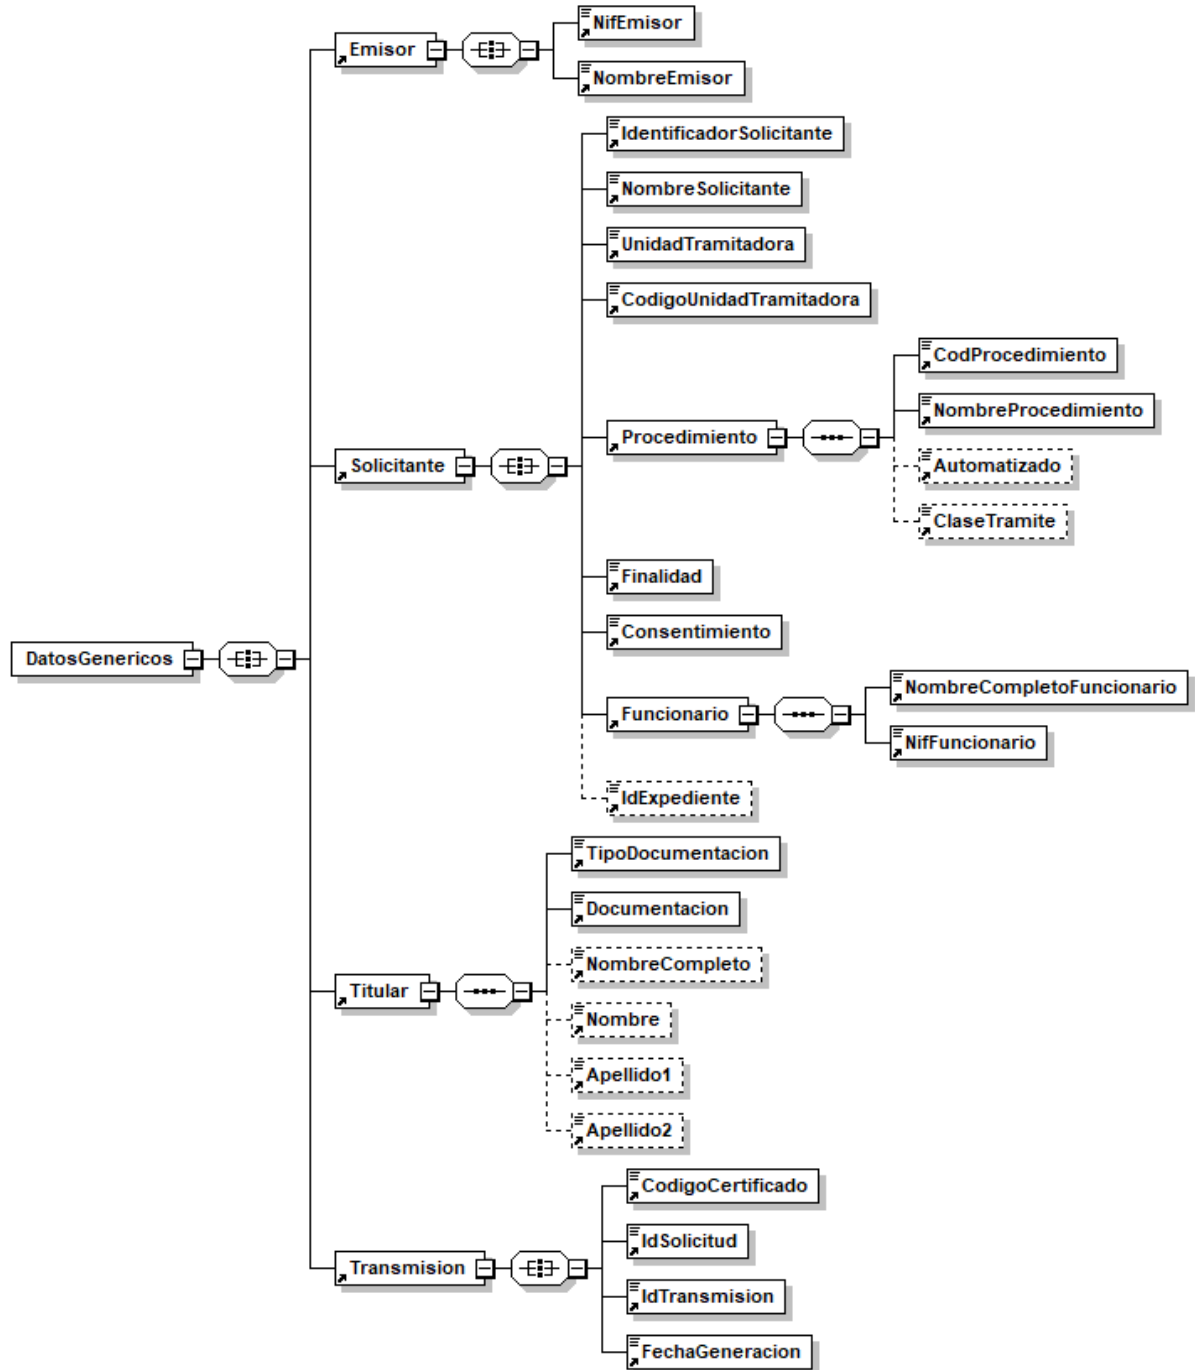 NifEmisor
Emisor
NombreEmisor
IdentificadorSolicitante
NombreSolicitante
UnidadTramitadora
CodigoUnidadTramitadora
CodProcedimiento
NombreProcedimiento
Procedimiento
Solicitante
Automatizado
ClaseTramite
Finalidad
Consentimiento
DatosGenericos
NombreCompletoFuncionario
Funcionario
NifFuncionario
IdExpediente
TipoDocumentacion
Documentacion
NombreCompleto
Titular
Nombre
Apellido1
Apellido2
CodigoCertificado
IdSolicitud
Transmision
IdTransmision
FechaGeneracion